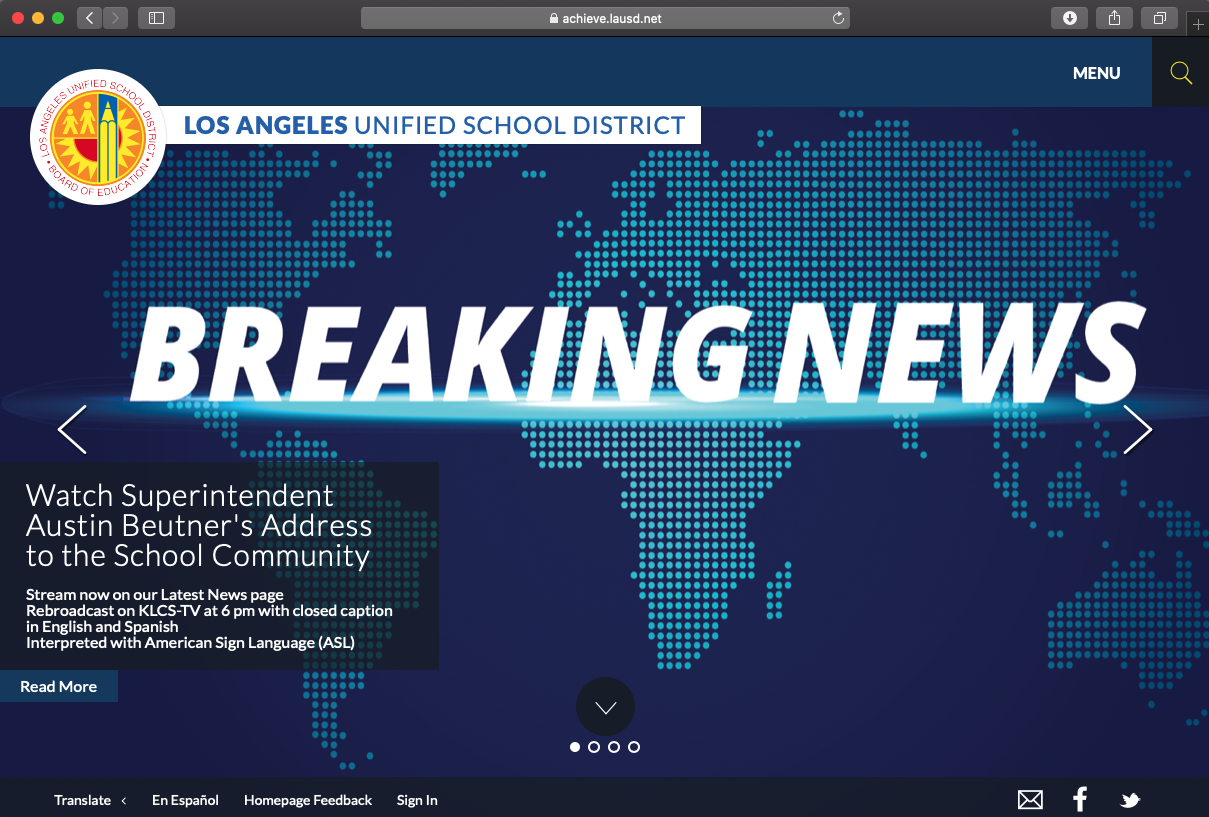 achieve.lausd.net
MENU
LOS ANGELES UNIFIED SCHOOL DISTRICT
BOARD OF EDUCATION
LOS ANGELES UNIFIED SCHOOL DISTRICT
BREAKING NEWS
Watch Superintendent
Austin Beutner's Address
to the School Community
Stream now on our Latest News page
Rebroadcast on KLCS-TV at 6 pm with closed caption
in English and Spanish
Interpreted with American Sign Language (ASL)
Read More
Translate
En Español
Homepage Feedback
Sign In